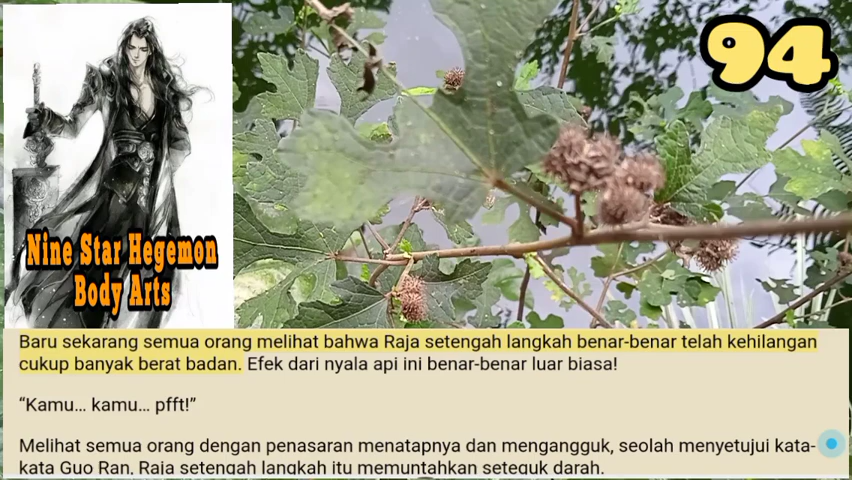 94
Nine Star Hegemon
Body Arts
Baru sekarang semua orang melihat bahwa Raja setengah langkah benar-benar telah kehilangan
cukup banyak berat badan. Efek dari nyala api ini benar-benar luar biasa!
“Kamu... kamu... pfft!”
Melihat semua orang dengan penasaran menatapnya dan mengangguk, seolah menyetujui kata-
kata Guo Ran, Raja setengah langkah itu memuntahkan seteguk darah.